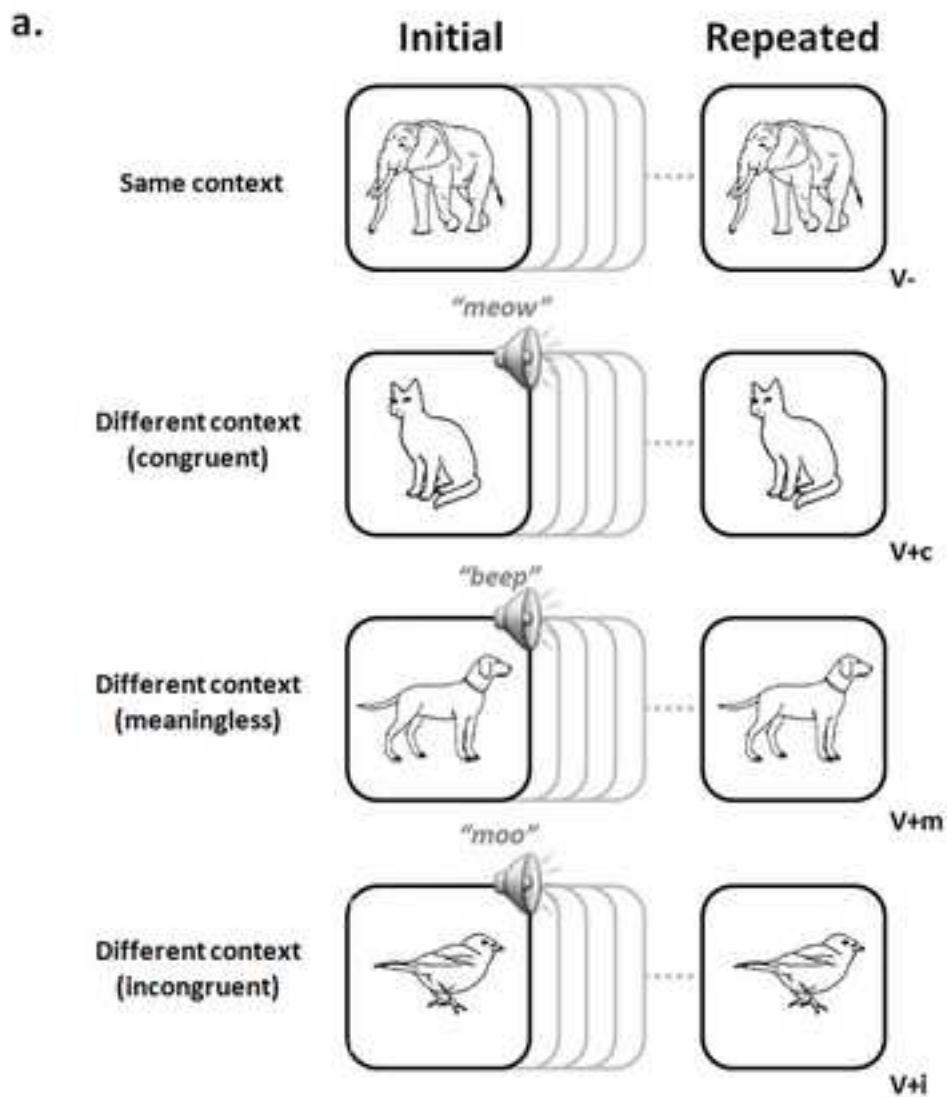 a.
Initial Repeated
Same context
V-
"meow"
Different context
(congruent)
V+c
"beep"
Different context
(meaningless)
V+m
"moo"
Different context
(incongruent)
V+i